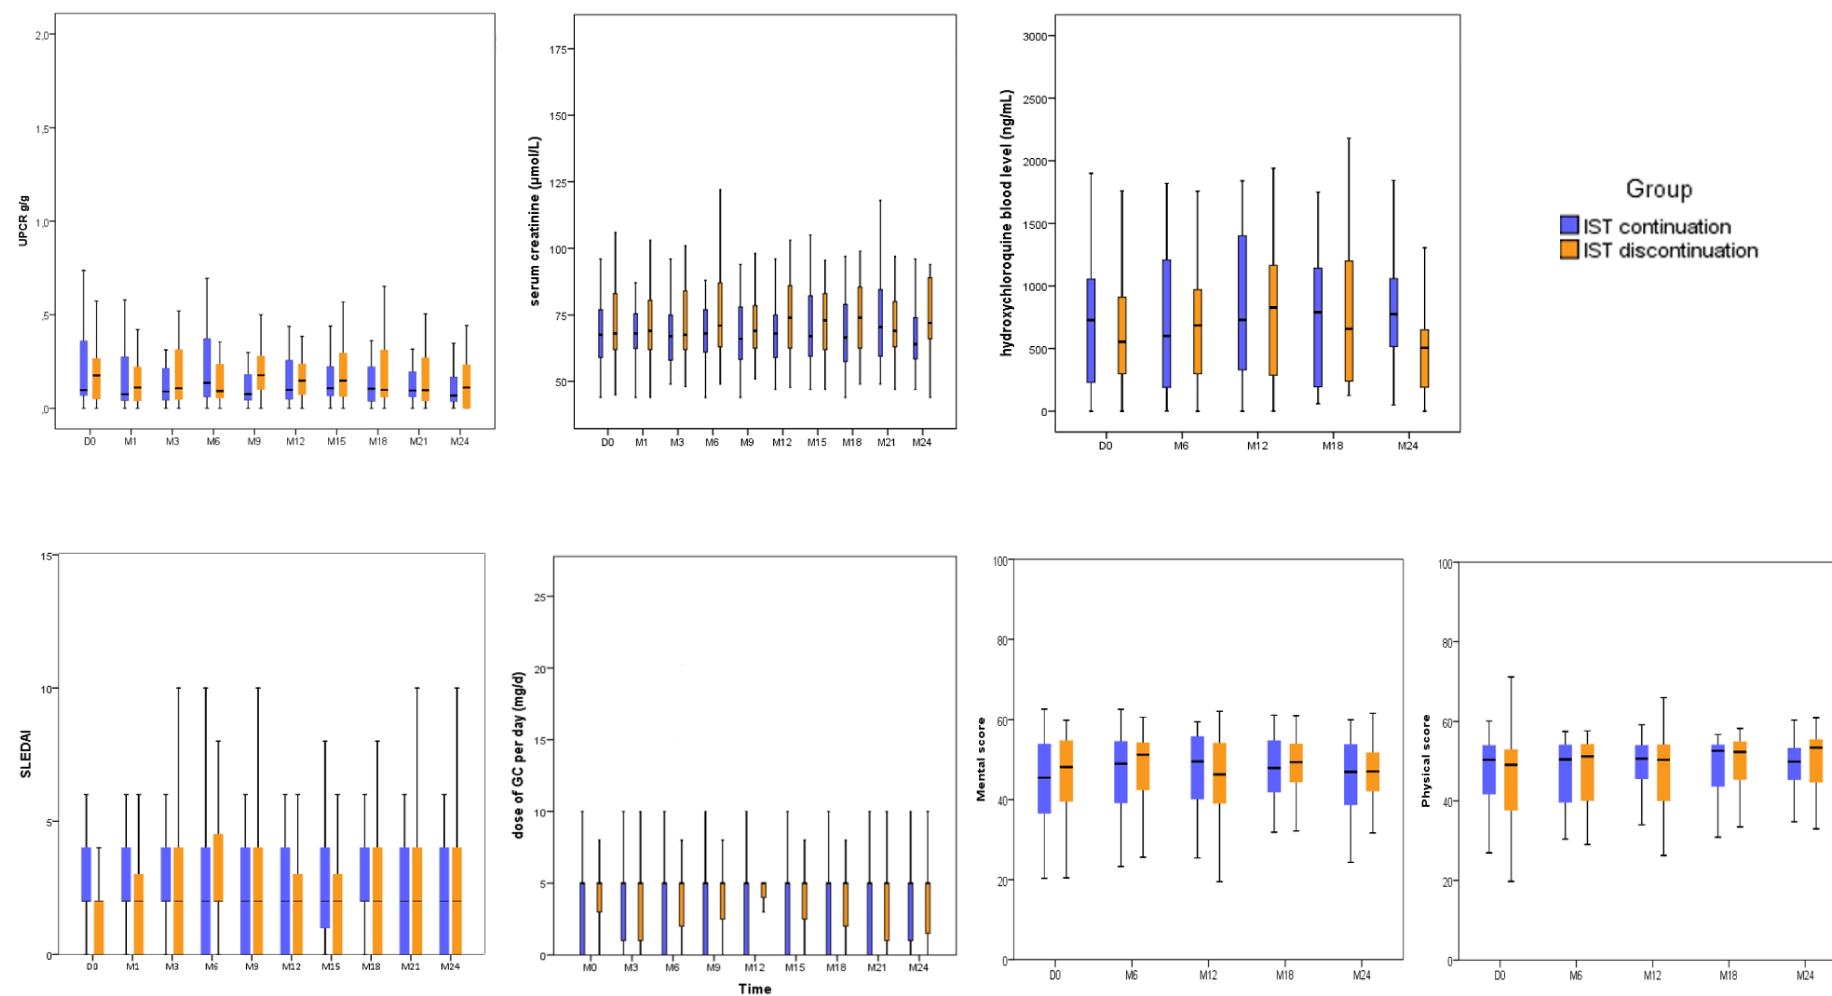 2,0
1,5
1,0
,5
,0
UPCR g/g
D0 M1 M3 M6 M9 M12 M15 M18 M21 M24
175
150
125
100
75
50
serum creatinine (µmol/L)
D0 M1 M3 M6 M9 M12 M15 M18 M21 M24
3000
2500
2000
1500
1000
500
0
hydroxychloroquine blood level (ng/mL)
D0 M6 M12 M18 M24
Group
IST continuation
IST discontinuation
15
10
5
0
SLEDAI
D0 M1 M3 M6 M9 M12 M15 M18 M21 M24
25
20
15
10
5
0
dose of GC per day (mg/d)
M0 M3 M6 M9 M12 M15 M18 M21 M24
Time
100
80
60
40
20
0
Mental score
D0 M6 M12 M18 M24
100
80
60
40
20
0
Physical score
D0 M6 M12 M18 M24